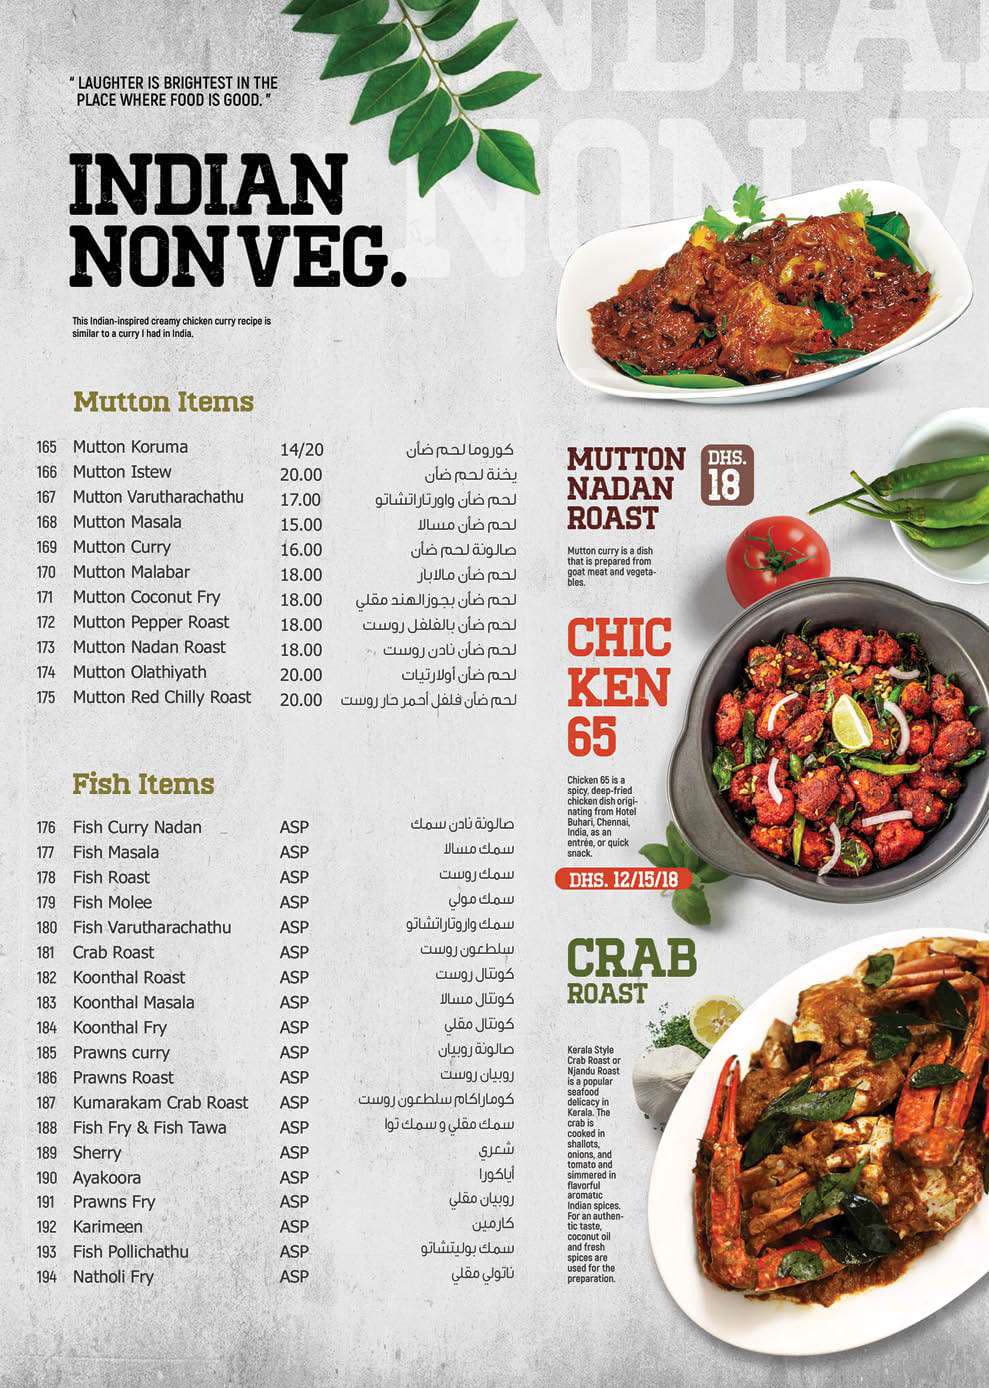 INDIAN
NON V
" LAUGHTER IS BRIGHTEST IN THE
PLACE WHERE FOOD IS GOOD. "
INDIAN
NON VEG.
This Indian-inspired creamy chicken curry recipe is
similar to a curry I had in India.
Mutton Items
165 Mutton Koruma 14/20 كوروما لحم ضأن
166 Mutton Istew 20.00 يخنة لحم ضأن
167 Mutton Varutharachathu 17.00 لحم ضأن واورتاراتشاتو
168 Mutton Masala 15.00 لحم ضأن مسالا
169 Mutton Curry 16.00 صالونة لحم ضأن
170 Mutton Malabar 18.00 لحم ضأن مالابار
171 Mutton Coconut Fry 18.00 لحم ضأن بجوزالهند مقلي
172 Mutton Pepper Roast 18.00 لحم ضأن بالفلفل روست
173 Mutton Nadan Roast 18.00 لحم ضأن نادن روست
174 Mutton Olathiyath 20.00 لحم ضأن أولارتيات
175 Mutton Red Chilly Roast 20.00 لحم ضأن فلفل أحمر حار روست
Fish Items
176 Fish Curry Nadan ASP صالونة نادن سمك
177 Fish Masala ASP سمك مسالا
178 Fish Roast ASP سمك روست
179 Fish Molee ASP سمك مولي
180 Fish Varutharachathu ASP سمك واروتاراتشاتو
181 Crab Roast ASP سلطعون روست
182 Koonthal Roast ASP كونتال روست
183 Koonthal Masala ASP كونتال مسالا
184 Koonthal Fry ASP كونتال مقلي
185 Prawns curry ASP صالونة روبيان
186 Prawns Roast ASP روبيان روست
187 Kumarakam Crab Roast ASP كوماراكام سلطعون روست
188 Fish Fry & Fish Tawa ASP سمك مقلي و سمك توا
189 Sherry ASP شعري
190 Ayakoora ASP أياكورا
191 Prawns Fry ASP روبيان مقلي
192 Karimeen ASP كارمين
193 Fish Pollichathu ASP سمك بوليتشاتو
194 Natholi Fry ASP ناتولي مقلي
MUTTON
NADAN
ROAST
DHS.
18
Mutton curry is a dish
that is prepared from
goat meat and vegeta-
bles.
CHIC
KEN
65
Chicken 65 is a
spicy, deep-fried
chicken dish origi-
nating from Hotel
Buhari, Chennai,
India, as an
entrée, or quick
snack.
DHS. 12/15/18
CRAB
ROAST
Kerala Style
Crab Roast or
Njandu Roast
is a popular
seafood
delicacy in
Kerala. The
crab is
cooked in
shallots,
onions, and
tomato and
simmered in
flavorful
aromatic
Indian spices.
For an authen-
tic taste,
coconut oil
and fresh
spices are
used for the
preparation.